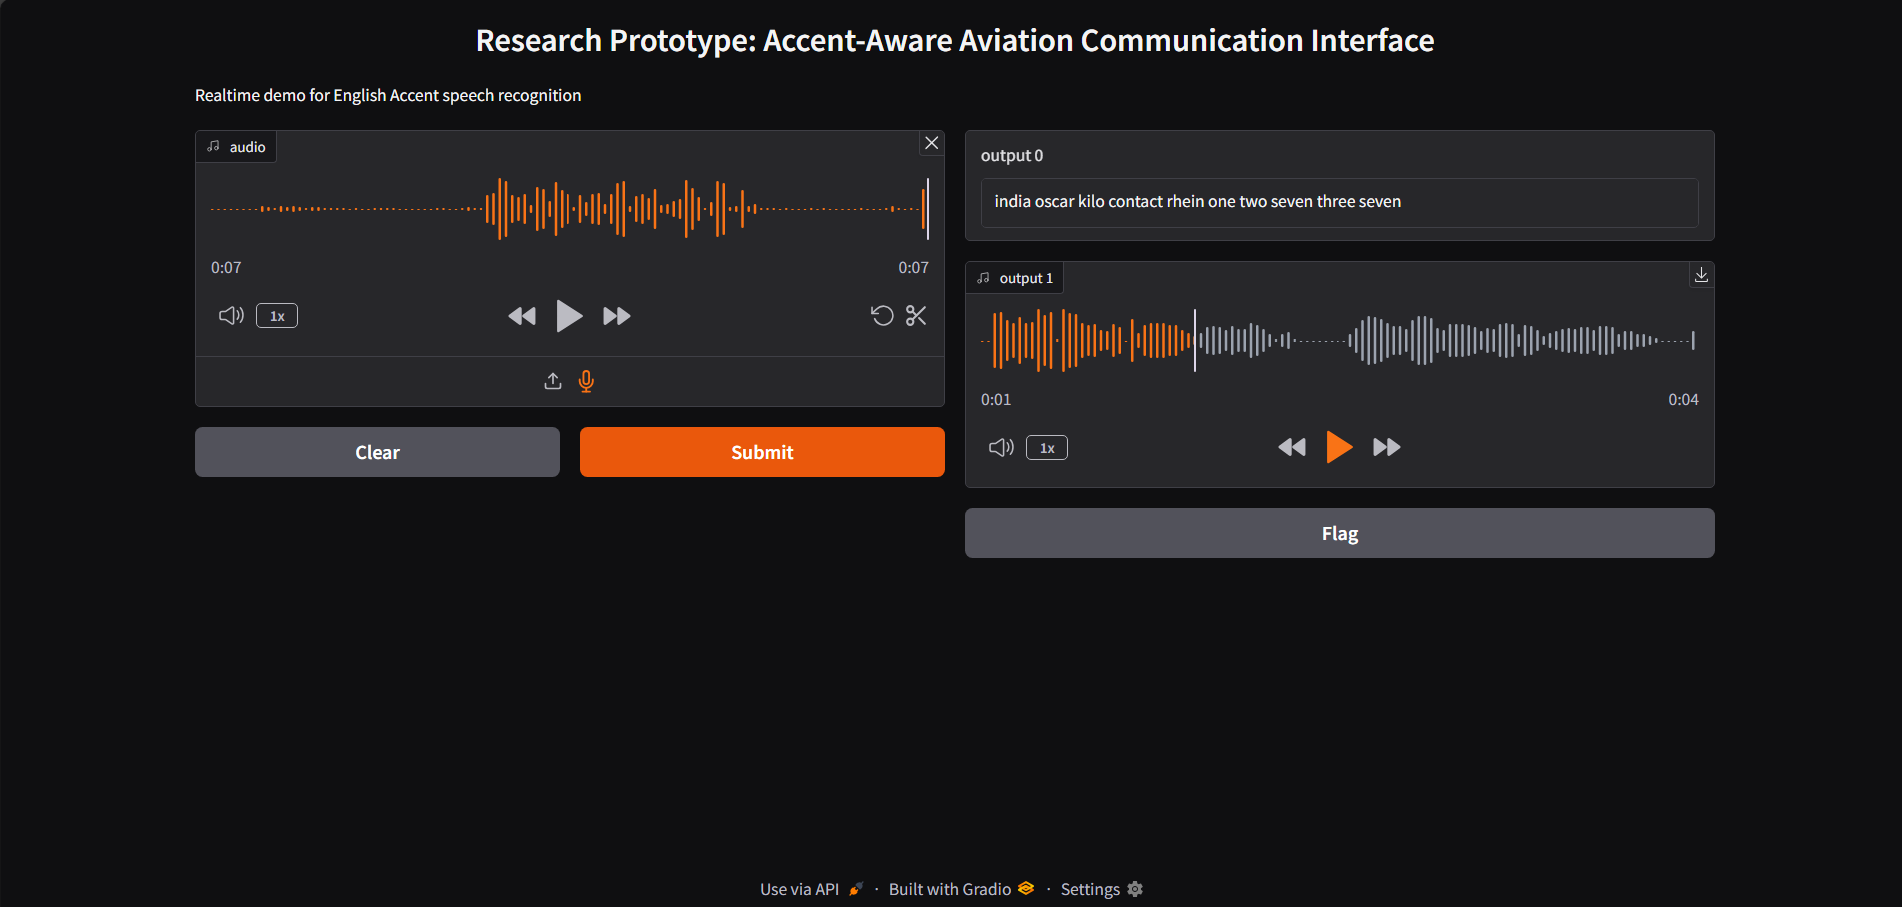 Research Prototype: Accent-Aware Aviation Communication Interface
Realtime demo for English Accent speech recognition
audio
0:07
0:07
1x
Clear
Submit
output 0
india oscar kilo contact rhein one two seven three seven
output 1
0:01
0:04
1x
Flag
Use via API · Built with Gradio · Settings